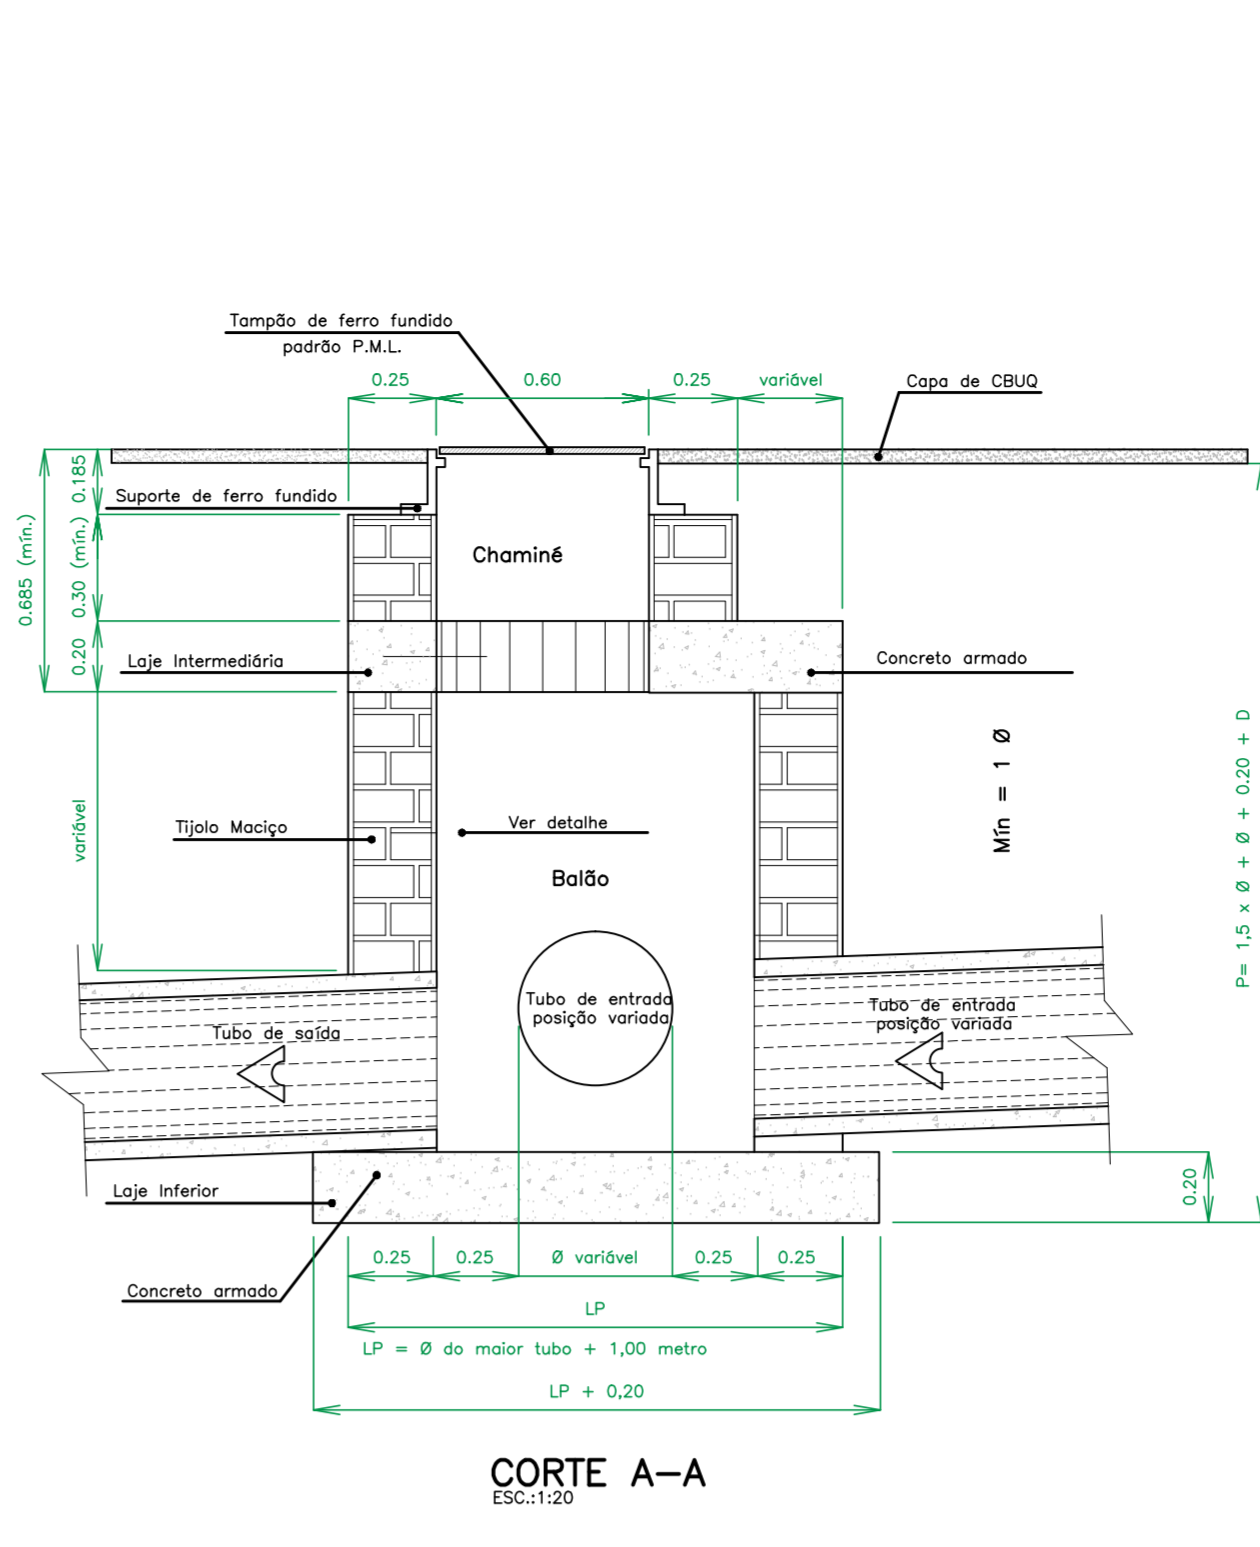 Tampão de ferro fundido
padrão P.M.L.
0.25
0.60
0.25
variável
Capa de CBUQ
0.185
Suporte de ferro fundido
0.685 (mín.)
0.30 (mín.)
Chaminé
0.20
Laje Intermediária
Concreto armado
Mín = 1 Ø
P= 1,5 x Ø + Ø + 0.20 + D
variável
Tijolo Maciço
Ver detalhe
Balão
Tubo de entrada
posição variada
Tubo de entrada
posição variada
Tubo de saída
Laje Inferior
0.20
0.25
0.25
Ø variável
0.25
0.25
Concreto armado
LP
LP = Ø do maior tubo + 1,00 metro
LP + 0,20
CORTE A-A
ESC.:1:20